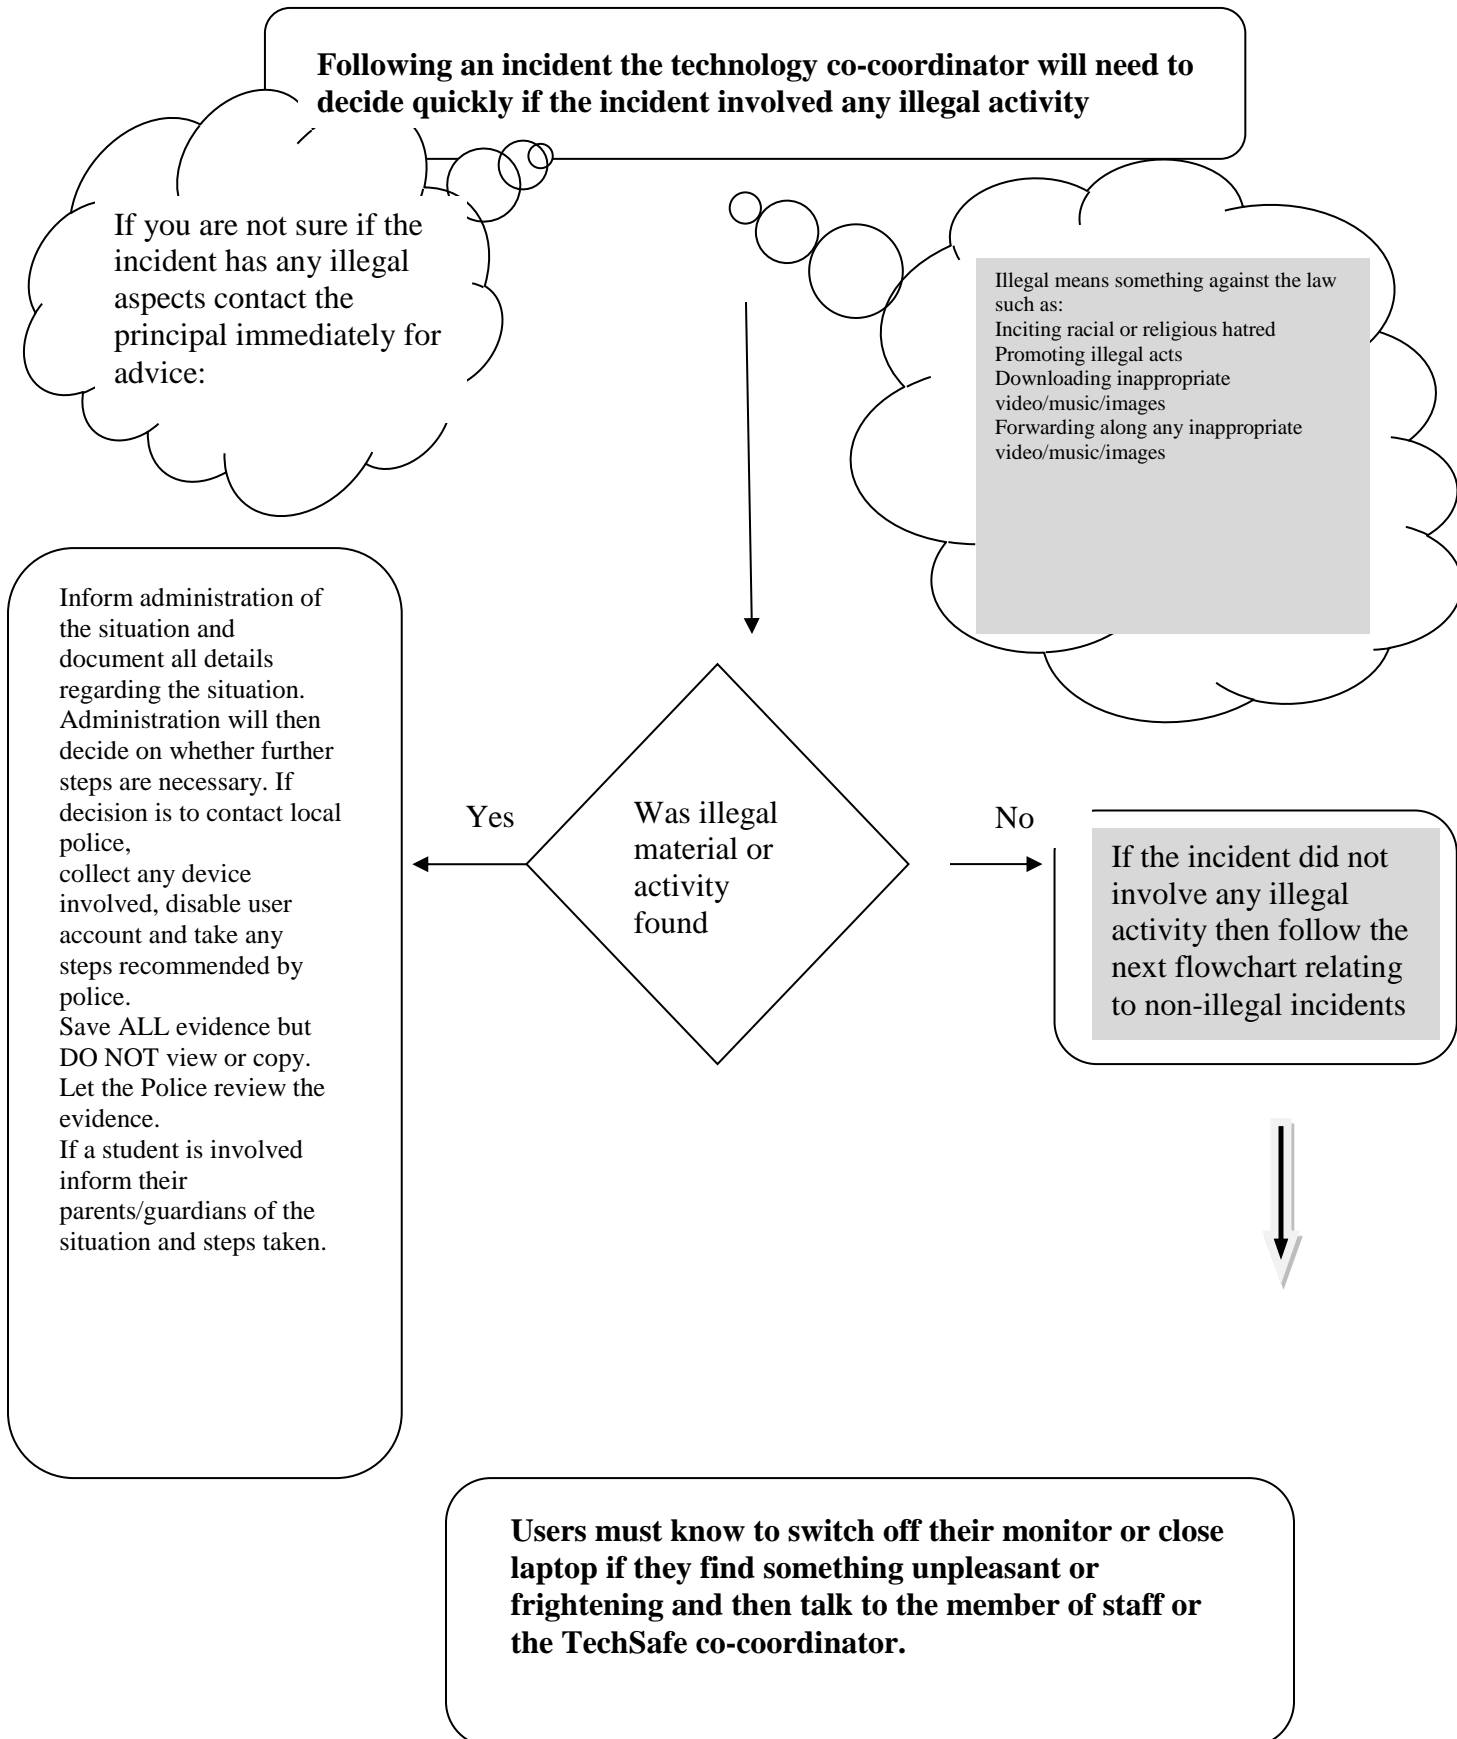 Following an incident the technology co-coordinator will need to
decide quickly if the incident involved any illegal activity
If you are not sure if the
incident has any illegal
aspects contact the
principal immediately for
advice:
Illegal means something against the law
such as:
Inciting racial or religious hatred
Promoting illegal acts
Downloading inappropriate
video/music/images
Forwarding along any inappropriate
video/music/images
Inform administration of
the situation and
document all details
regarding the situation.
Administration will then
decide on whether further
steps are necessary. If
decision is to contact local
police,
collect any device
involved, disable user
account and take any
steps recommended by
police.
Save ALL evidence but
DO NOT view or copy.
Let the Police review the
evidence.
If a student is involved
inform their
parents/guardians of the
situation and steps taken.
Yes
Was illegal
material or
activity
found
No
If the incident did not
involve any illegal
activity then follow the
next flowchart relating
to non-illegal incidents
Users must know to switch off their monitor or close
laptop if they find something unpleasant or
frightening and then talk to the member of staff or
the TechSafe co-coordinator.